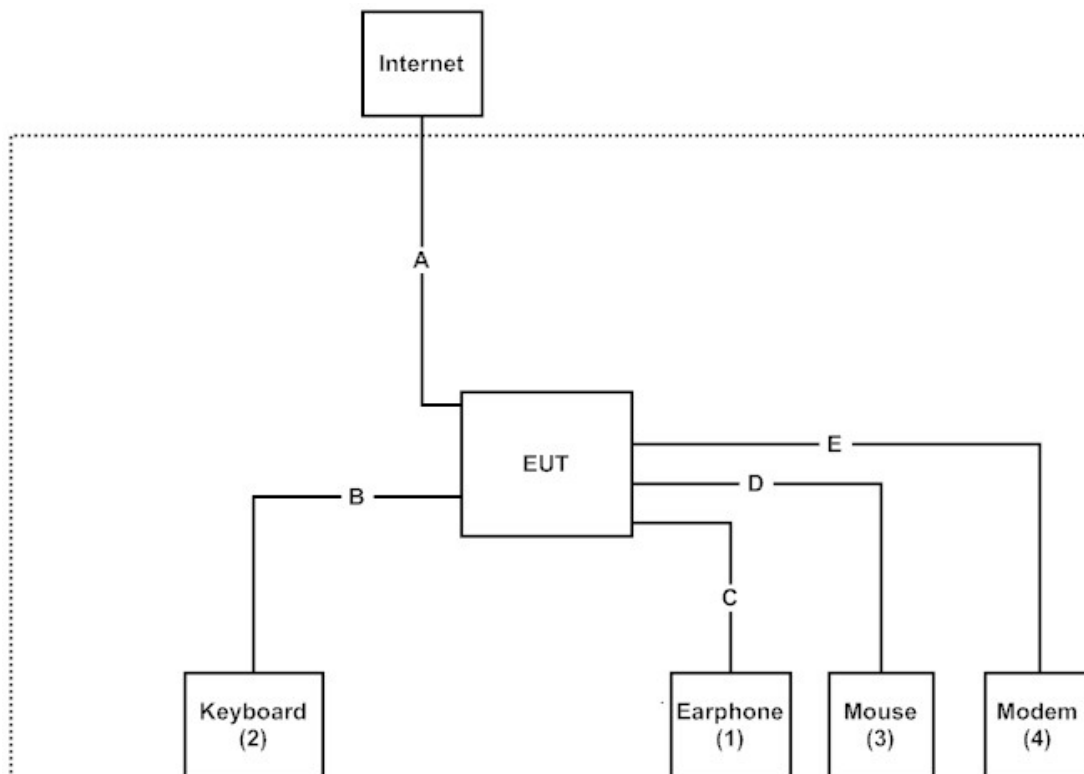 Internet
A
E
EUT
D
B
C
Keyboard
(2)
Earphone
(1)
Mouse
(3)
Modem
(4)